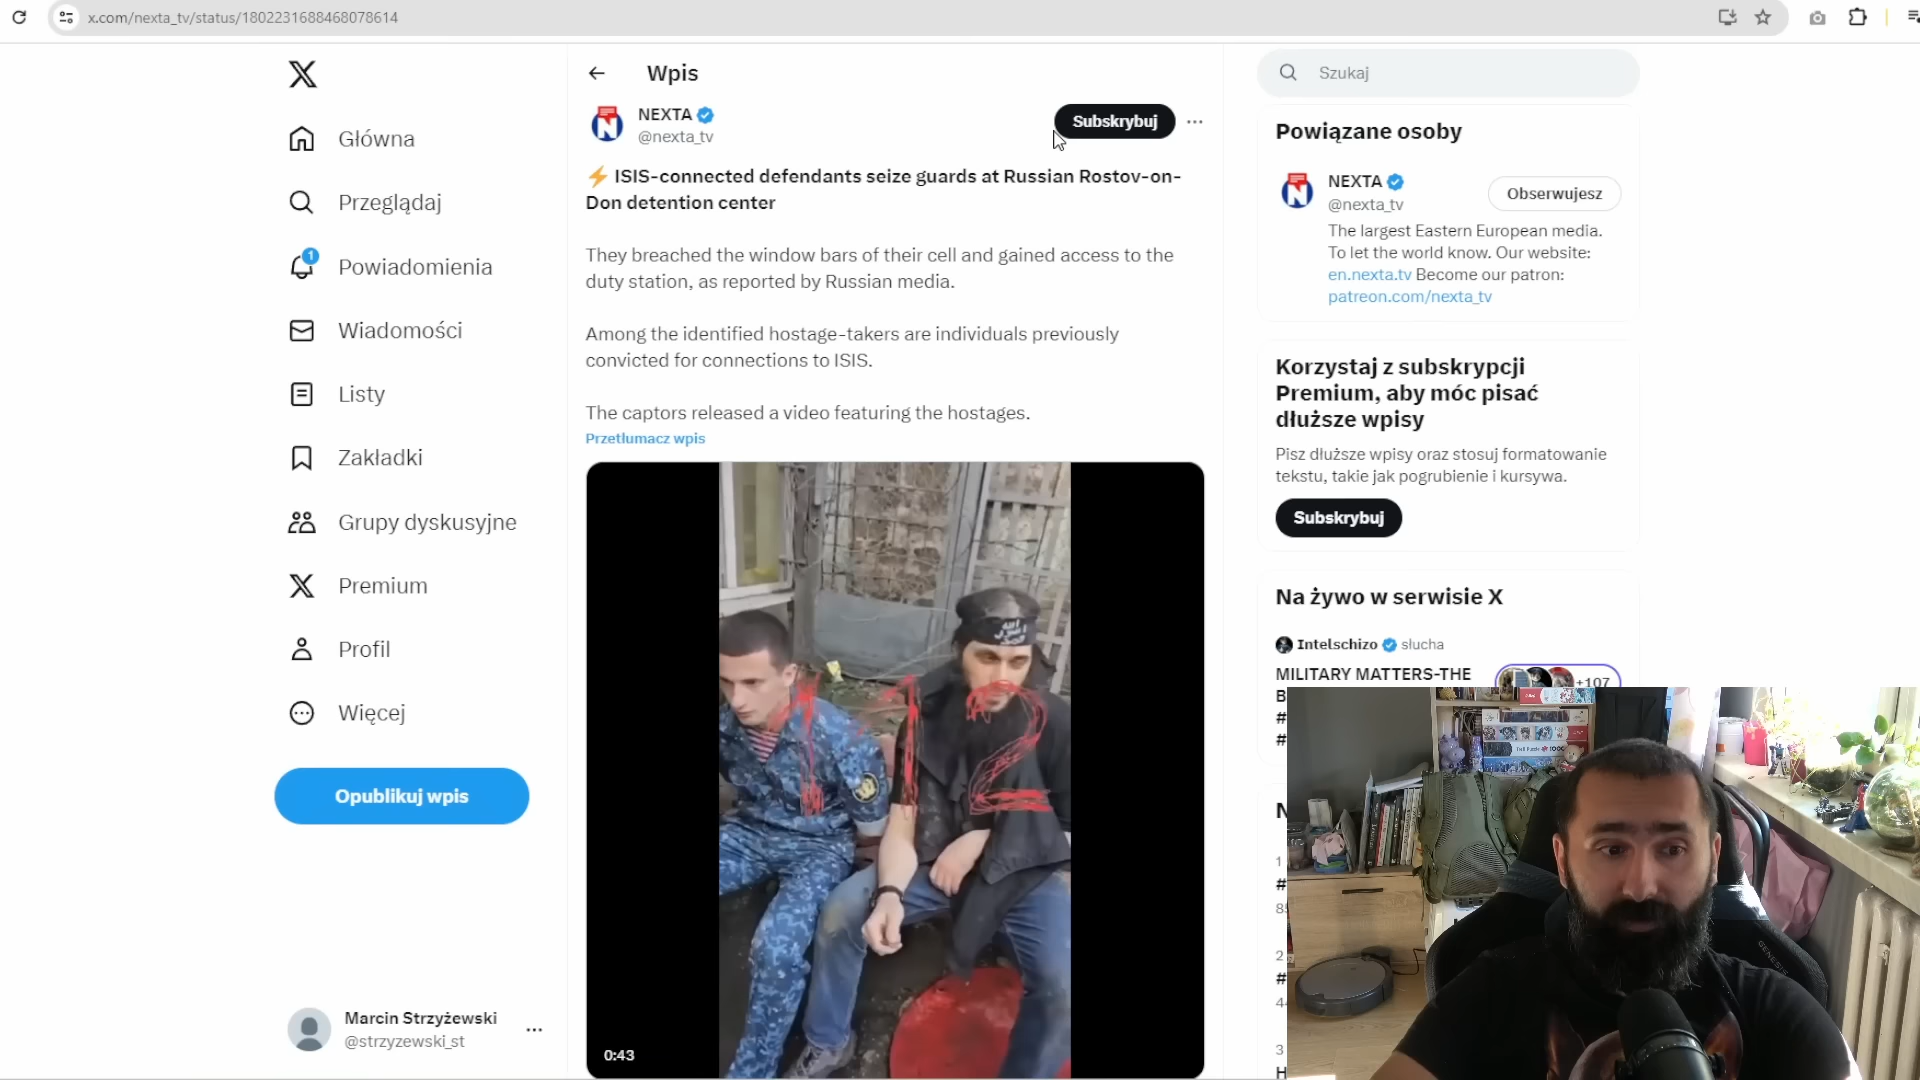 x.com/nexta_tv/status/1802231688468078614
Wpis
Szukaj
Główna
Przeglądaj
1
Powiadomienia
Wiadomości
Listy
Zakładki
Grupy dyskusyjne
Premium
Profil
Więcej
Opublikuj wpis
Marcin Strzyżewski
@strzyzewski_st
NEXTA
@nexta_tv
Subskrybuj
⚡ ISIS-connected defendants seize guards at Russian Rostov-on-
Don detention center
They breached the window bars of their cell and gained access to the
duty station, as reported by Russian media.
Among the identified hostage-takers are individuals previously
convicted for connections to ISIS.
The captors released a video featuring the hostages.
Przetłumacz wpis
0:43
Powiązane osoby
NEXTA
@nexta_tv
Obserwujesz
The largest Eastern European media.
To let the world know. Our website:
en.nexta.tv Become our patron:
patreon.com/nexta_tv
Korzystaj z subskrypcji
Premium, aby móc pisać
dłuższe wpisy
Pisz dłuższe wpisy oraz stosuj formatowanie
tekstu, takie jak pogrubienie i kursywa.
Subskrybuj
Na żywo w serwisie X
Intelschizo słucha
MILITARY MATTERS-THE
+107
B
#
#
N
1
#
2
#
3
GENESIS